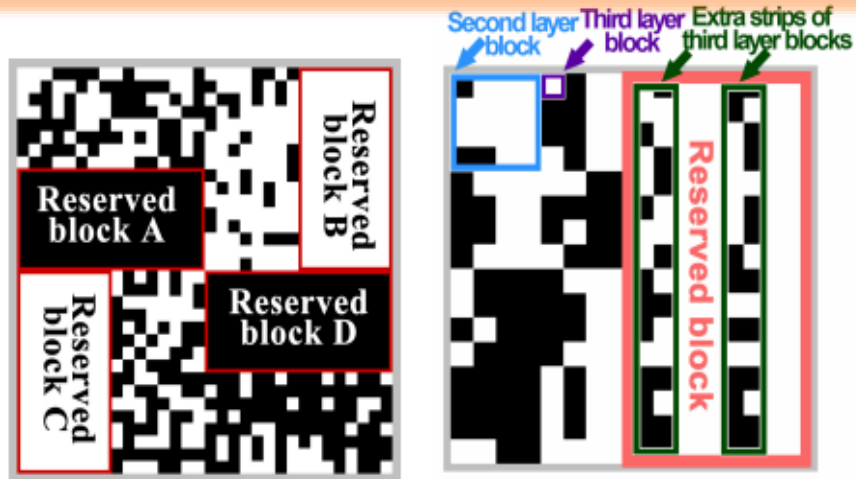 Second layer
block
Third layer
block
Extra strips of
third layer blocks
Reserved
block A
Reserved
block B
Reserved
block C
Reserved
block D
Reserved block